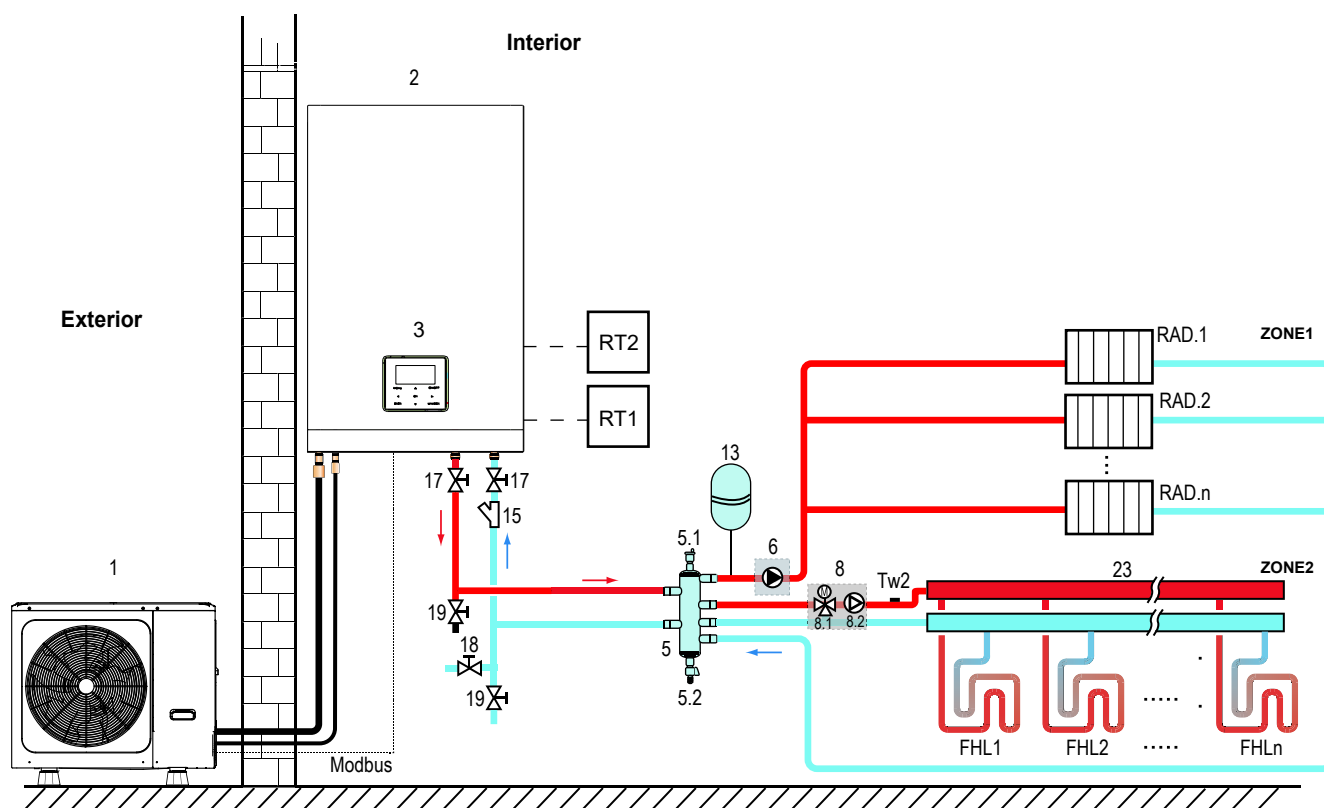 Interior
2
Exterior
3
RT2
RT1
RAD.1
ZONE1
RAD.2
RAD.n
13
17
17
15
5.1
6
8
Tw2
23
ZONE2
1
19
8.1
8.2
18
5
19
5.2
Modbus
FHL1
FHL2
.....
FHLn